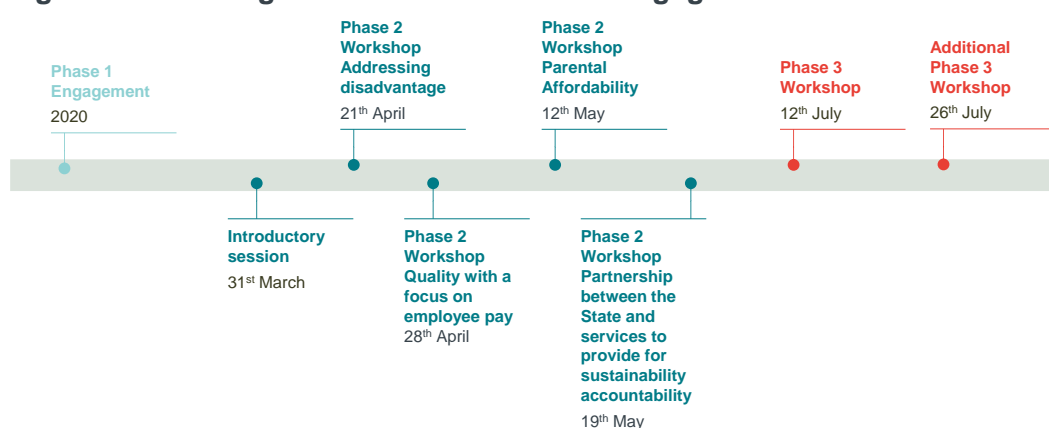 Phase 1
Engagement
2020
Introductory
session
31st March
Phase 2
Workshop
Addressing
disadvantage
21th April
Phase 2
Workshop
Quality with a
focus on
employee pay
28th April
Phase 2
Workshop
Parental
Affordability
12th May
Phase 2
Workshop
Partnership
between the
State and
services to
provide for
sustainability
accountability
19th May
Phase 3
Workshop
12th July
Additional
Phase 3
Workshop
26th July